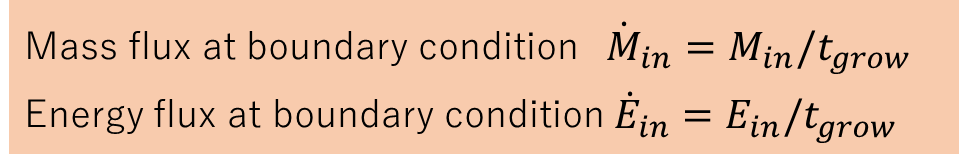 Mass flux at boundary condition Ṁ_in = M_in/t_grow
Energy flux at boundary condition Ė_in = E_in/t_grow